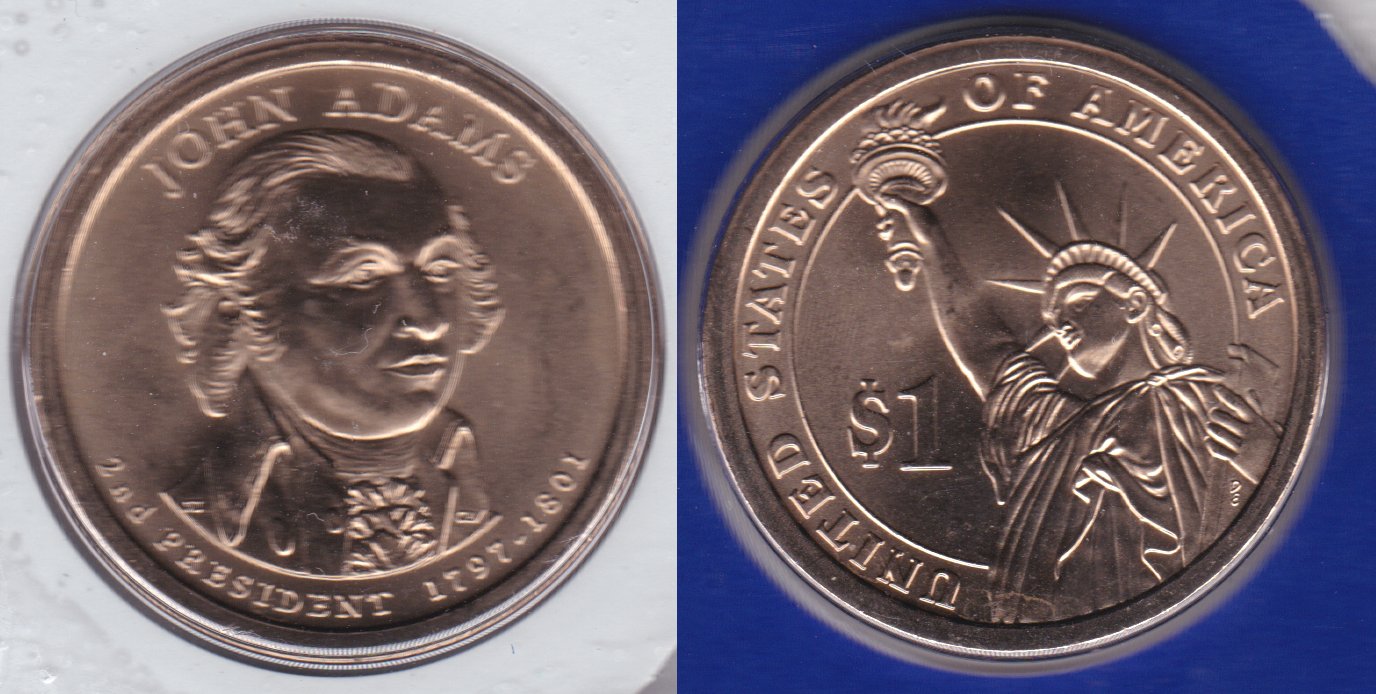 JOHN ADAMS
2nd PRESIDENT 1797-1801
UNITED STATES OF AMERICA
$1